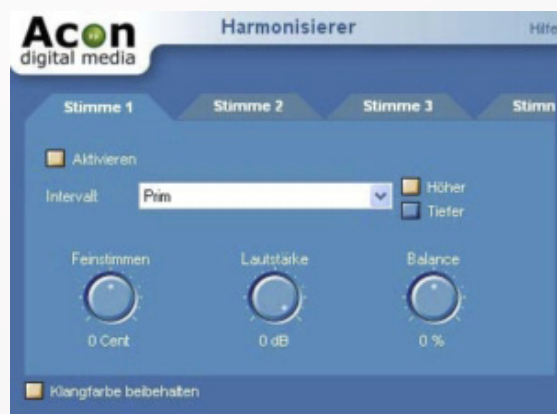 Acon
digital media
Harmonisierer
Hilfe
Stimme 1
Stimme 2
Stimme 3
Stimn
Aktivieren
Intervall:
Prim
Höher
Tiefer
Feinstimmen
Lautstärke
Balance
0 Cent
0 dB
0 %
Klangfarbe beibehalten